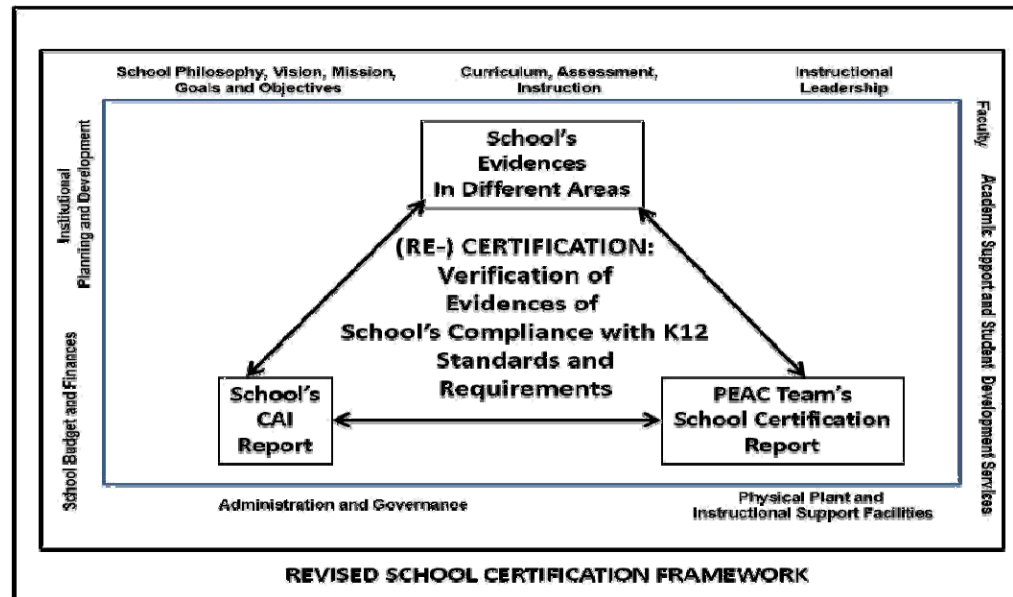 School Philosophy, Vision, Mission,
Goals and Objectives
Curriculum, Assessment,
Instruction
Instructional
Leadership
Faculty
Academic Support and Student Development Services
Institutional
Planning and Development
School Budget and Finances
School's
Evidences
In Different Areas
(RE-) CERTIFICATION:
Verification of
Evidences of
School's Compliance with K12
Standards and
Requirements
School's
CAI
Report
PEAC Team's
School Certification
Report
Administration and Governance
Physical Plant and
Instructional Support Facilities
REVISED SCHOOL CERTIFICATION FRAMEWORK